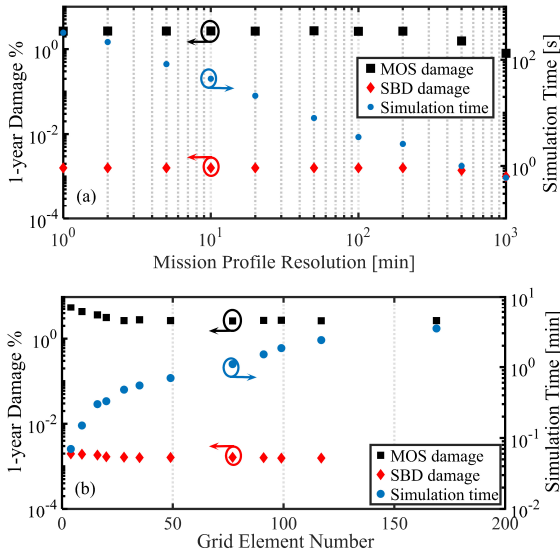 1-year Damage %
10^0
10^-2
10^-4
(a)
MOS damage
SBD damage
Simulation time
10^2
10^0
Simulation Time [s]
10^0
10^1
10^2
10^3
Mission Profile Resolution [min]
1-year Damage %
10^0
10^-2
10^-4
(b)
MOS damage
SBD damage
Simulation time
10^1
10^0
10^-1
10^-2
Simulation Time [min]
0
50
100
150
200
Grid Element Number